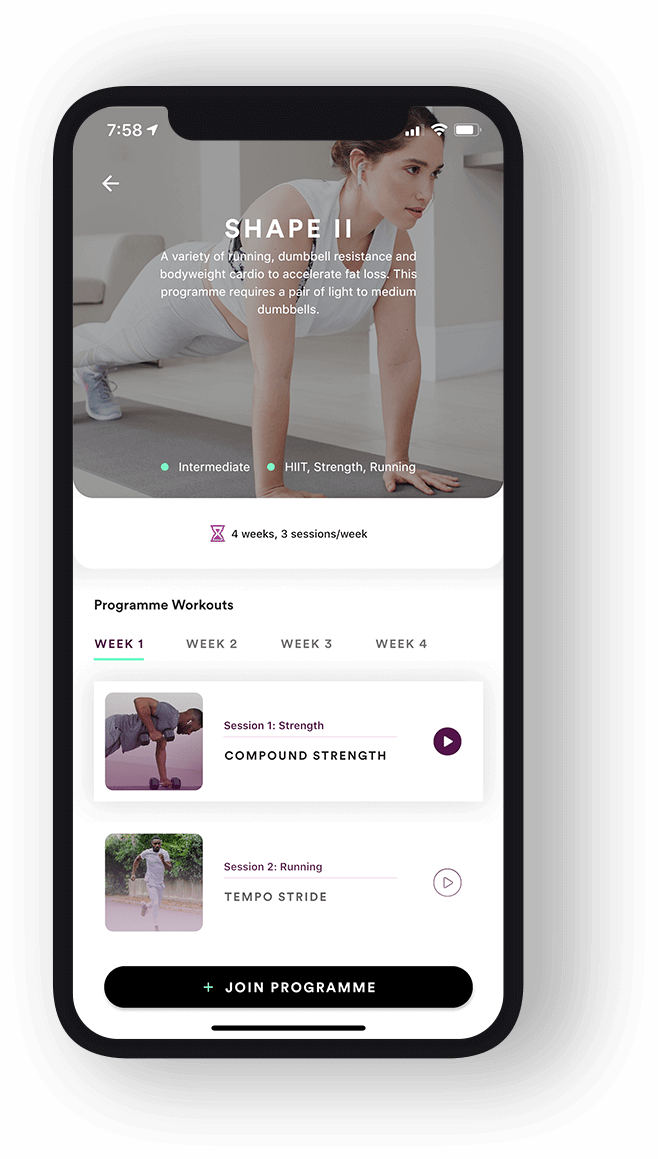 7:58
SHAPE II
A variety of running, dumbbell resistance and
bodyweight cardio to accelerate fat loss. This
programme requires a pair of light to medium
dumbbells.
Intermediate
HIIT, Strength, Running
4 weeks, 3 sessions/week
Programme Workouts
WEEK 1 WEEK 2 WEEK 3 WEEK 4
Session 1: Strength
COMPOUND STRENGTH
Session 2: Running
TEMPO STRIDE
+ JOIN PROGRAMME